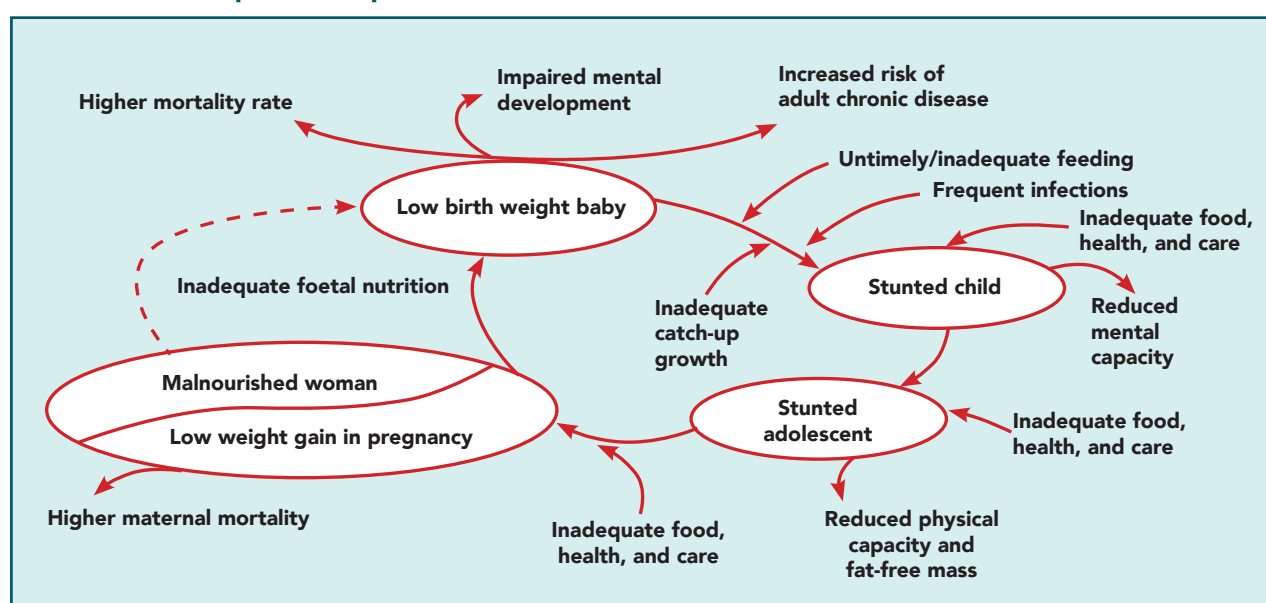 Higher mortality rate
Impaired mental
development
Increased risk of
adult chronic disease
Untimely/inadequate feeding
Frequent infections
Low birth weight baby
Inadequate food,
health, and care
Inadequate foetal nutrition
Stunted child
Inadequate
catch-up
growth
Reduced
mental
capacity
Malnourished woman
Low weight gain in pregnancy
Stunted
adolescent
Inadequate food,
health, and care
Higher maternal mortality
Inadequate food,
health, and care
Reduced physical
capacity and
fat-free mass